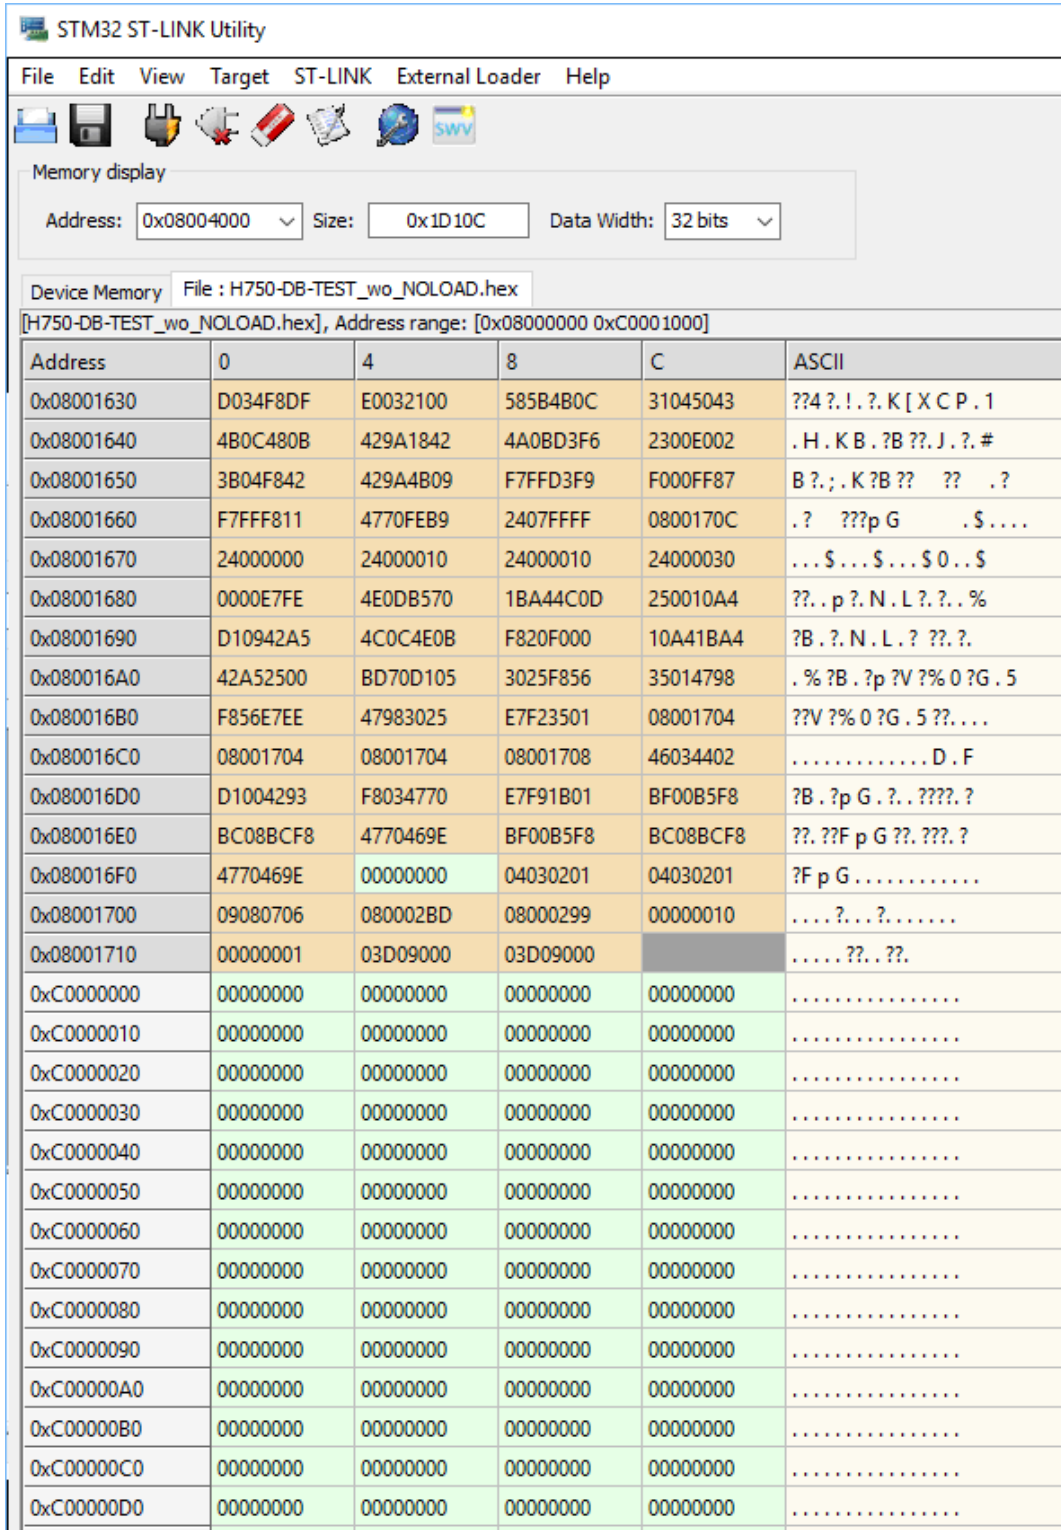 STM32 ST-LINK Utility
File Edit View Target ST-LINK External Loader Help
SWV
Memory display
Address: 0x08004000 Size: 0x1D10C Data Width: 32 bits
Device Memory File : H750-DB-TEST_wo_NOLOAD.hex
[H750-DB-TEST_wo_NOLOAD.hex], Address range: [0x08000000 0xC0001000]
Address 0 4 8 C ASCII
0x08001630 D034F8DF E0032100 585B4B0C 31045043 ??4 ?. ! . ?. K [ X C P . 1
0x08001640 4B0C480B 429A1842 4A0BD3F6 2300E002 . H . K B . ?B ??. J . ?. #
0x08001650 3B04F842 429A4B09 F7FFD3F9 F000FF87 B ?. ; . K ?B ?? ?? . ?
0x08001660 F7FFF811 4770FEB9 2407FFFF 0800170C . ? ???p G . $ . . . .
0x08001670 24000000 24000010 24000010 24000030 . . . $ . . . $ . . . $ 0 . . $
0x08001680 0000E7FE 4E0DB570 1BA44C0D 250010A4 ??. . p ?. N . L ?. ?. . %
0x08001690 D10942A5 4C0C4E0B F820F000 10A41BA4 ?B . ?. N . L . ? ??. ?.
0x080016A0 42A52500 BD70D105 3025F856 35014798 . % ?B . ?p ?V ?% 0 ?G . 5
0x080016B0 F856E7EE 47983025 E7F23501 08001704 ??V ?% 0 ?G . 5 ??. . . .
0x080016C0 08001704 08001704 08001708 46034402 . . . . . . . . . . . . . D . F
0x080016D0 D1004293 F8034770 E7F91B01 BF00B5F8 ?B . ?p G . ?. . ????. ?
0x080016E0 BC08BCF8 4770469E BF00B5F8 BC08BCF8 ??. ??F p G ??. ???. ?
0x080016F0 4770469E 00000000 04030201 04030201 ?F p G . . . . . . . . . . . .
0x08001700 09080706 080002BD 08000299 00000010 . . . . ?. . . ?. . . . . . .
0x08001710 00000001 03D09000 03D09000 . . . . . ??. . ??.
0xC0000000 00000000 00000000 00000000 00000000 . . . . . . . . . . . . . . . .
0xC0000010 00000000 00000000 00000000 00000000 . . . . . . . . . . . . . . . .
0xC0000020 00000000 00000000 00000000 00000000 . . . . . . . . . . . . . . . .
0xC0000030 00000000 00000000 00000000 00000000 . . . . . . . . . . . . . . . .
0xC0000040 00000000 00000000 00000000 00000000 . . . . . . . . . . . . . . . .
0xC0000050 00000000 00000000 00000000 00000000 . . . . . . . . . . . . . . . .
0xC0000060 00000000 00000000 00000000 00000000 . . . . . . . . . . . . . . . .
0xC0000070 00000000 00000000 00000000 00000000 . . . . . . . . . . . . . . . .
0xC0000080 00000000 00000000 00000000 00000000 . . . . . . . . . . . . . . . .
0xC0000090 00000000 00000000 00000000 00000000 . . . . . . . . . . . . . . . .
0xC00000A0 00000000 00000000 00000000 00000000 . . . . . . . . . . . . . . . .
0xC00000B0 00000000 00000000 00000000 00000000 . . . . . . . . . . . . . . . .
0xC00000C0 00000000 00000000 00000000 00000000 . . . . . . . . . . . . . . . .
0xC00000D0 00000000 00000000 00000000 00000000 . . . . . . . . . . . . . . . .